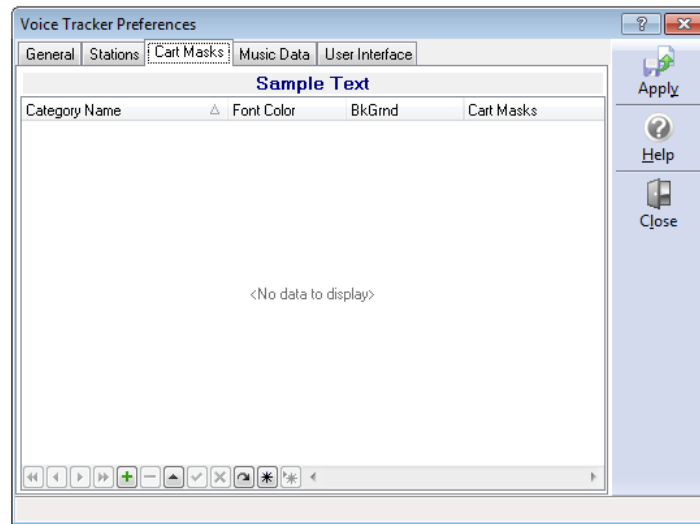 Voice Tracker Preferences
General Stations Cart Masks Music Data User Interface
Sample Text
Category Name Font Color BkGrnd Cart Masks
<No data to display>
Apply
Help
Close